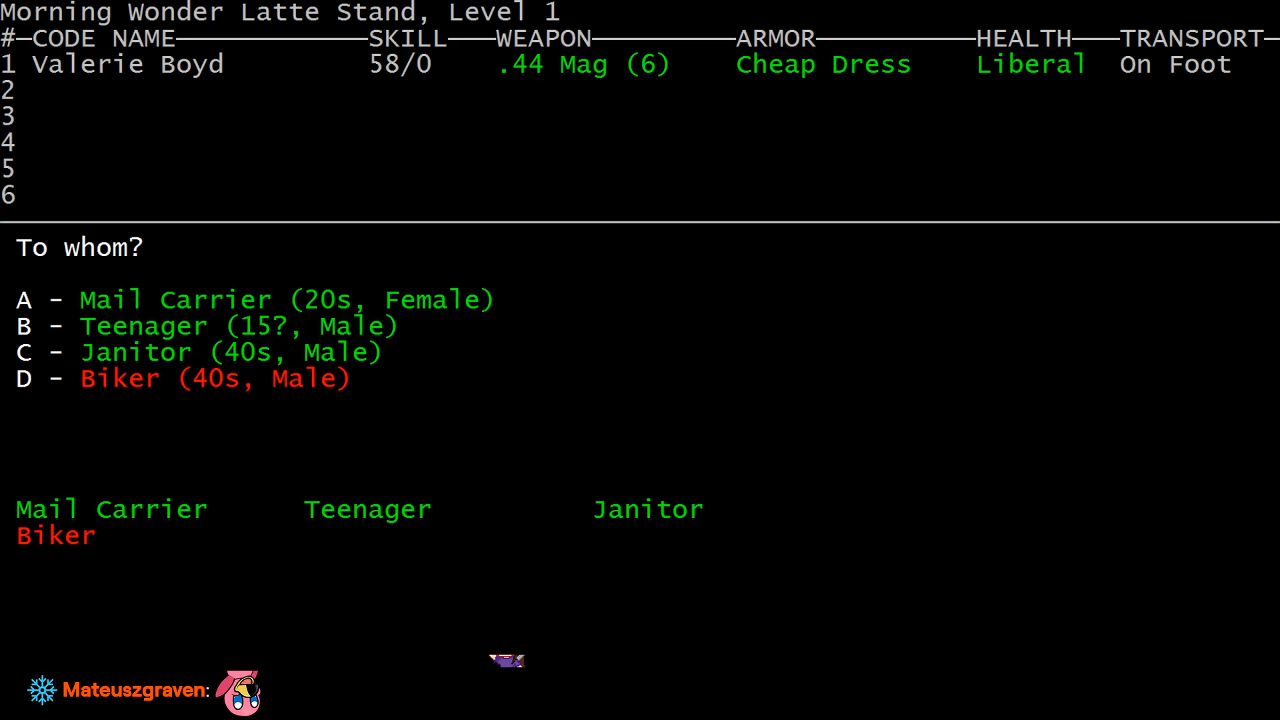 Morning Wonder Latte Stand, Level 1
#—CODE NAME————————————SKILL———WEAPON—————————ARMOR——————————HEALTH———TRANSPORT—
1 Valerie Boyd 58/0 .44 Mag (6) Cheap Dress Liberal On Foot
2
3
4
5
6
To whom?
A - Mail Carrier (20s, Female)
B - Teenager (15?, Male)
C - Janitor (40s, Male)
D - Biker (40s, Male)
Mail Carrier Teenager Janitor
Biker
Mateuszgraven: